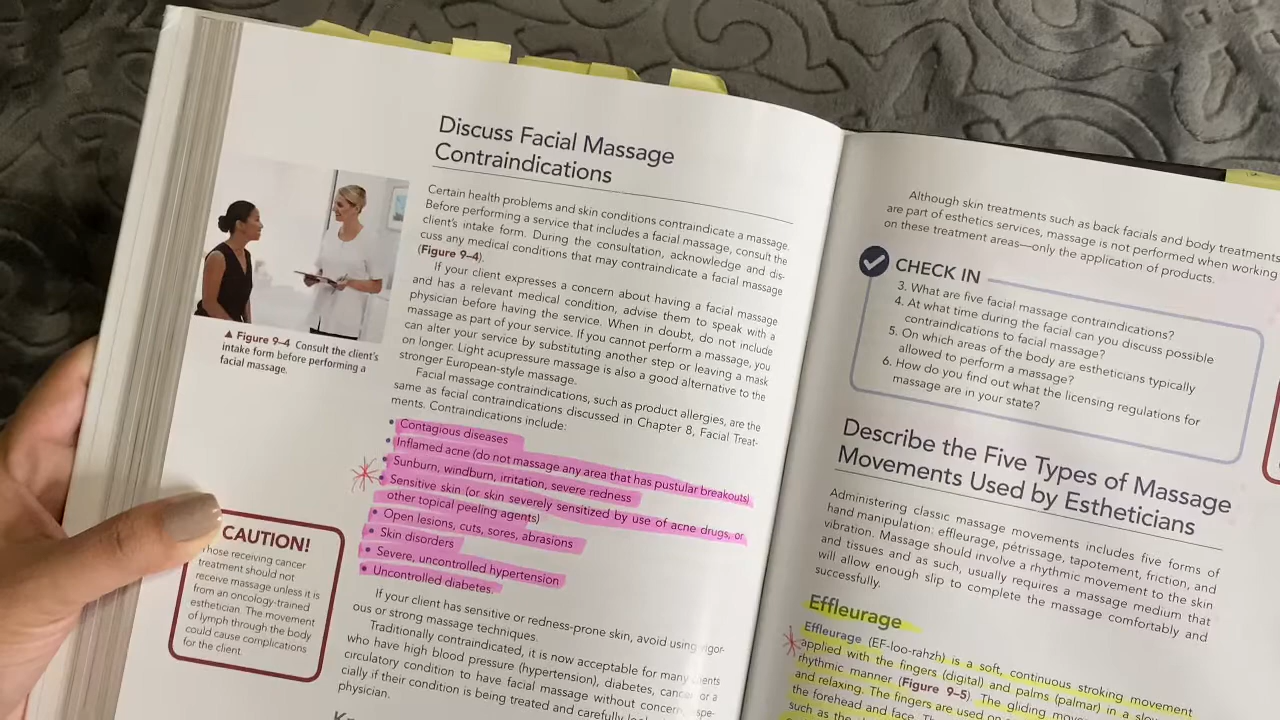 Discuss Facial Massage
Contraindications
Certain health problems and skin conditions contraindicate a massage.
Before performing a service that includes a facial massage, consult the
client's intake form. During the consultation, acknowledge and dis-
cuss any medical conditions that may contraindicate a facial massage
(Figure 9–4).
If your client expresses a concern about having a facial massage
and has a relevant medical condition, advise them to speak with a
physician before having the service. When in doubt, do not include
massage as part of your service. If you cannot perform a massage, you
can alter your service by substituting another step or leaving a mask
on longer. Light acupressure massage is also a good alternative to the
stronger European-style massage.
Facial massage contraindications, such as product allergies, are the
same as facial contraindications discussed in Chapter 8, Facial Treat-
ments. Contraindications include:
• Contagious diseases
• Inflamed acne (do not massage any area that has pustular breakouts)
• Sunburn, windburn, irritation, severe redness
• Sensitive skin (or skin severely sensitized by use of acne drugs, or
other topical peeling agents)
• Open lesions, cuts, sores, abrasions
• Skin disorders
• Severe, uncontrolled hypertension
• Uncontrolled diabetes.
If your client has sensitive or redness-prone skin, avoid using vigor-
ous or strong massage techniques.
Traditionally contraindicated, it is now acceptable for many clients
who have high blood pressure (hypertension), diabetes, cancer or a
circulatory condition to have facial massage without concern, espe-
cially if their condition is being treated and carefully
physician.
▲ Figure 9–4 Consult the client's
intake form before performing a
facial massage.
CAUTION!
Those receiving cancer
treatment should not
receive massage unless it is
from an oncology-trained
esthetician. The movement
of lymph through the body
could cause complications
for the client.
Although skin treatments such as back facials and body treatments
are part of esthetics services, massage is not performed when working
on these treatment areas—only the application of products.
CHECK IN
3. What are five facial massage contraindications?
4. At what time during the facial can you discuss possible
contraindications to facial massage?
5. On which areas of the body are estheticians typically
allowed to perform a massage?
6. How do you find out what the licensing regulations for
massage are in your state?
Describe the Five Types of Massage
Movements Used by Estheticians
Administering classic massage movements includes five forms of
hand manipulation: effleurage, pétrissage, tapotement, friction, and
vibration. Massage should involve a rhythmic movement to the skin
and tissues and as such, usually requires a massage medium that
will allow enough slip to complete the massage comfortably and
successfully.
Effleurage
Effleurage (EF-loo-rahzh) is a soft, continuous stroking movement
applied with the fingers (digital) and palms (palmar) in a slow,
rhythmic manner (Figure 9–5). The gliding
and relaxing. The fingers are used on
the forehead and face.
such as the